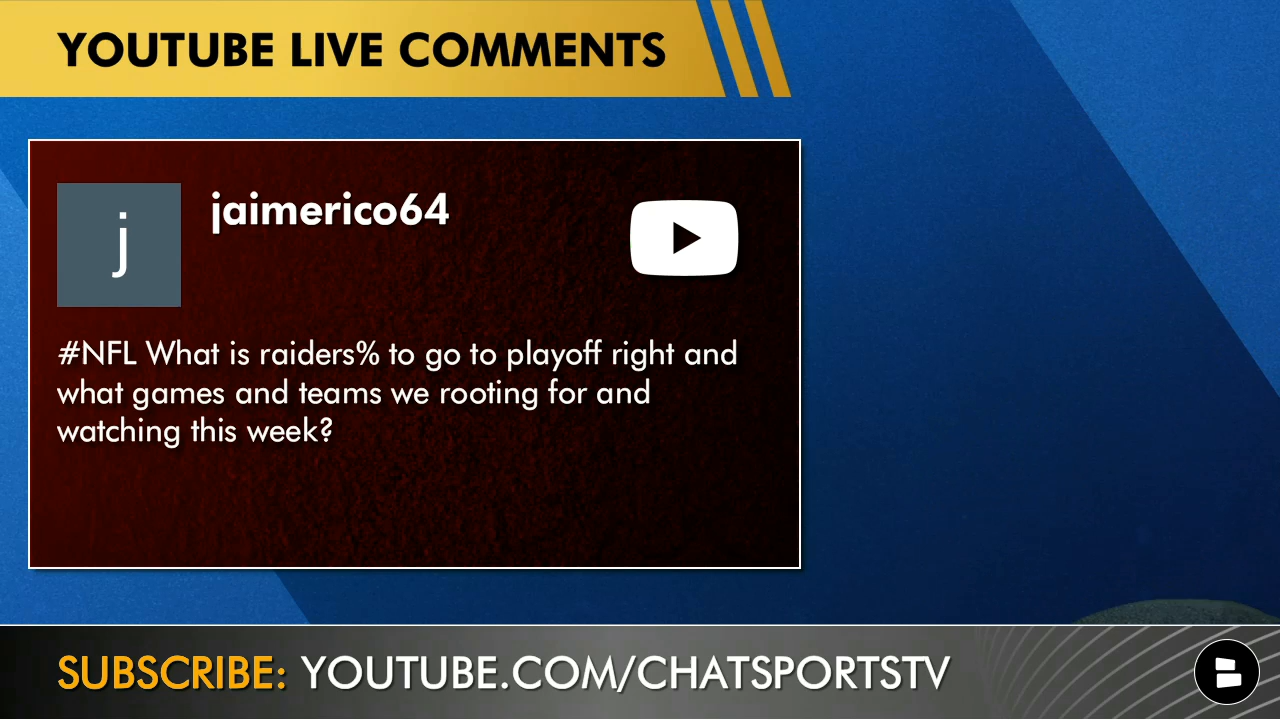 YOUTUBE LIVE COMMENTS
j
jaimerico64
#NFL What is raiders% to go to playoff right and
what games and teams we rooting for and
watching this week?
SUBSCRIBE: YOUTUBE.COM/CHATSPORTSTV